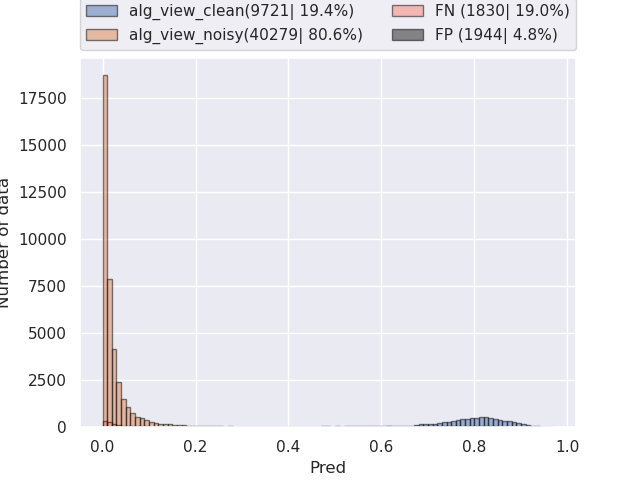 alg_view_clean(9721| 19.4%)
FN (1830| 19.0%)
alg_view_noisy(40279| 80.6%)
FP (1944| 4.8%)
17500
15000
12500
10000
7500
5000
2500
0
Number of data
0.0 0.2 0.4 0.6 0.8 1.0
Pred